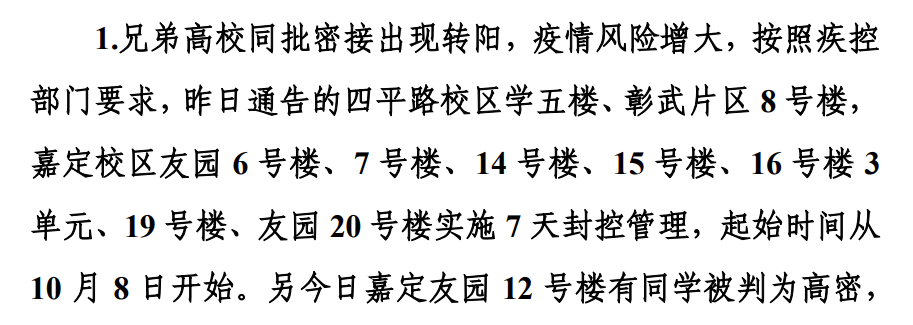 1.兄弟高校同批密接出现转阳，疫情风险增大，按照疾控
部门要求，昨日通告的四平路校区学五楼、彰武片区 8 号楼，
嘉定校区友园 6 号楼、7 号楼、14 号楼、15 号楼、16 号楼 3
单元、19 号楼、友园 20 号楼实施 7 天封控管理，起始时间从
10 月 8 日开始。另今日嘉定友园 12 号楼有同学被判为高密，